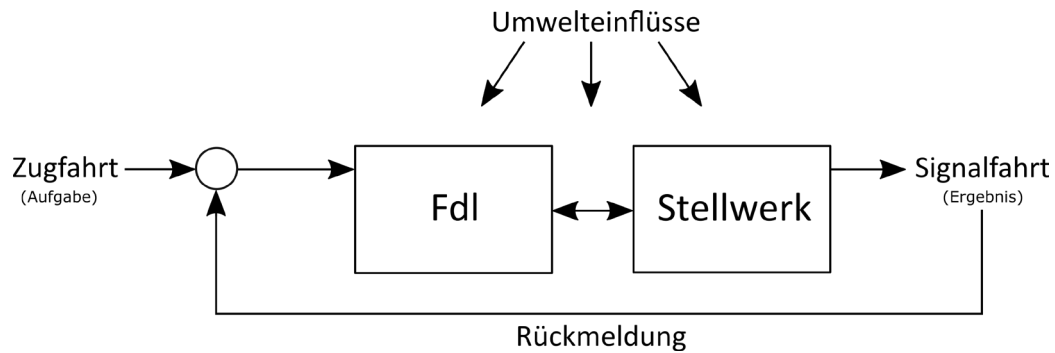 Umwelteinflüsse
Zugfahrt
(Aufgabe)
Fdl
Stellwerk
Signalfahrt
(Ergebnis)
Rückmeldung